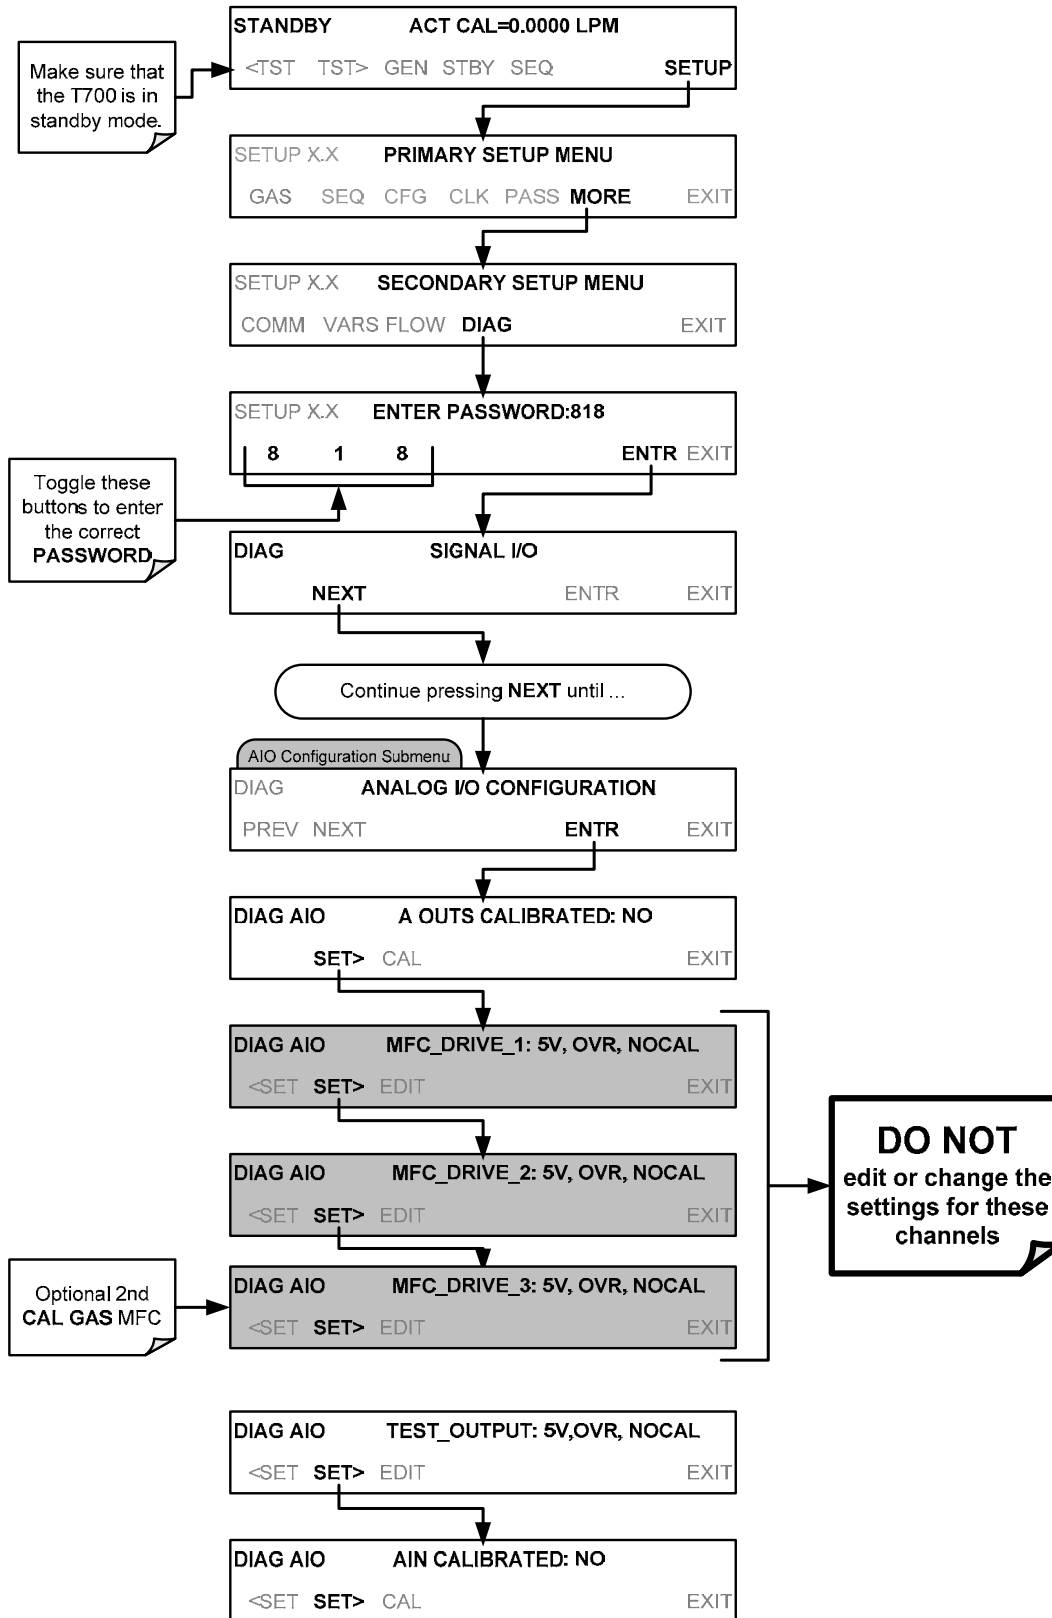 STANDBY ACT CAL=0.0000 LPM
<TST TST> GEN STBY SEQ SETUP
Make sure that
the T700 is in
standby mode.
SETUP X.X PRIMARY SETUP MENU
GAS SEQ CFG CLK PASS MORE EXIT
SETUP X.X SECONDARY SETUP MENU
COMM VARS FLOW DIAG EXIT
SETUP X.X ENTER PASSWORD:818
8 1 8 ENTR EXIT
Toggle these
buttons to enter
the correct
PASSWORD
DIAG SIGNAL I/O
NEXT ENTR EXIT
Continue pressing NEXT until ...
AIO Configuration Submenu
DIAG ANALOG I/O CONFIGURATION
PREV NEXT ENTR EXIT
DIAG AIO A OUTS CALIBRATED: NO
SET> CAL EXIT
DIAG AIO MFC_DRIVE_1: 5V, OVR, NOCAL
<SET SET> EDIT EXIT
DIAG AIO MFC_DRIVE_2: 5V, OVR, NOCAL
<SET SET> EDIT EXIT
DO NOT
edit or change the
settings for these
channels
Optional 2nd
CAL GAS MFC
DIAG AIO MFC_DRIVE_3: 5V, OVR, NOCAL
<SET SET> EDIT EXIT
DIAG AIO TEST_OUTPUT: 5V,OVR, NOCAL
<SET SET> EDIT EXIT
DIAG AIO AIN CALIBRATED: NO
<SET SET> CAL EXIT